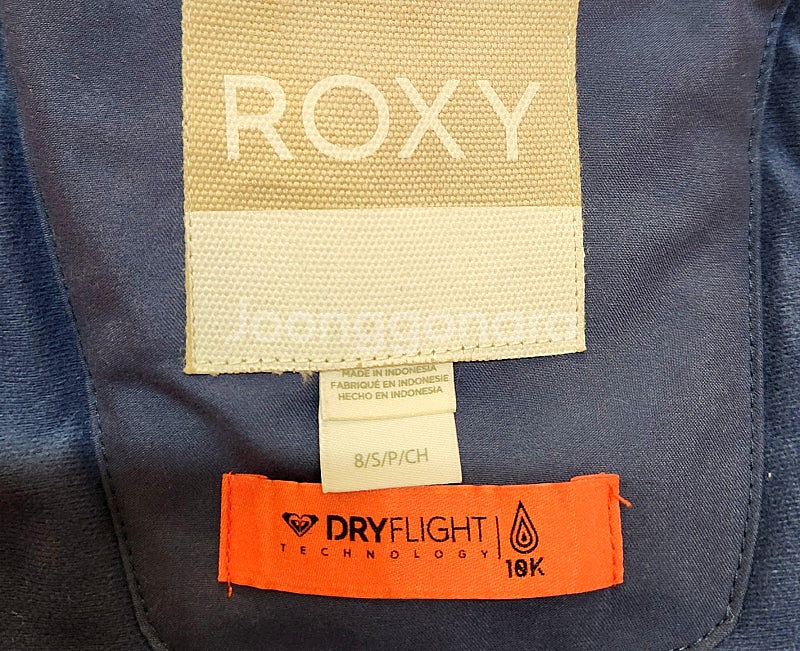 ROXY
Joonggonara
MADE IN INDONESIA
FABRIQUÉ EN INDONESIE
HECHO EN INDONESIA
8/S/P/CH
DRYFLIGHT
TECHNOLOGY
10K